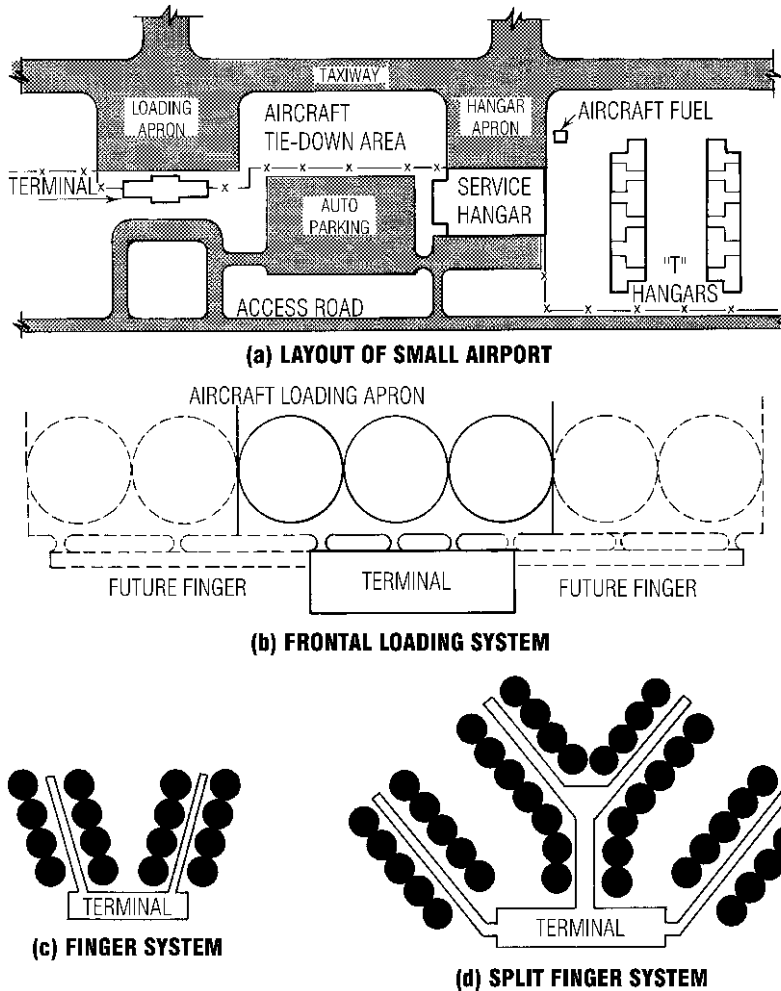 TAXIWAY
LOADING
APRON
AIRCRAFT
TIE-DOWN AREA
HANGAR
APRON
AIRCRAFT FUEL
TERMINAL
AUTO
PARKING
SERVICE
HANGAR
"T"
HANGARS
ACCESS ROAD
(a) LAYOUT OF SMALL AIRPORT
AIRCRAFT LOADING APRON
FUTURE FINGER
TERMINAL
FUTURE FINGER
(b) FRONTAL LOADING SYSTEM
TERMINAL
(c) FINGER SYSTEM
TERMINAL
(d) SPLIT FINGER SYSTEM